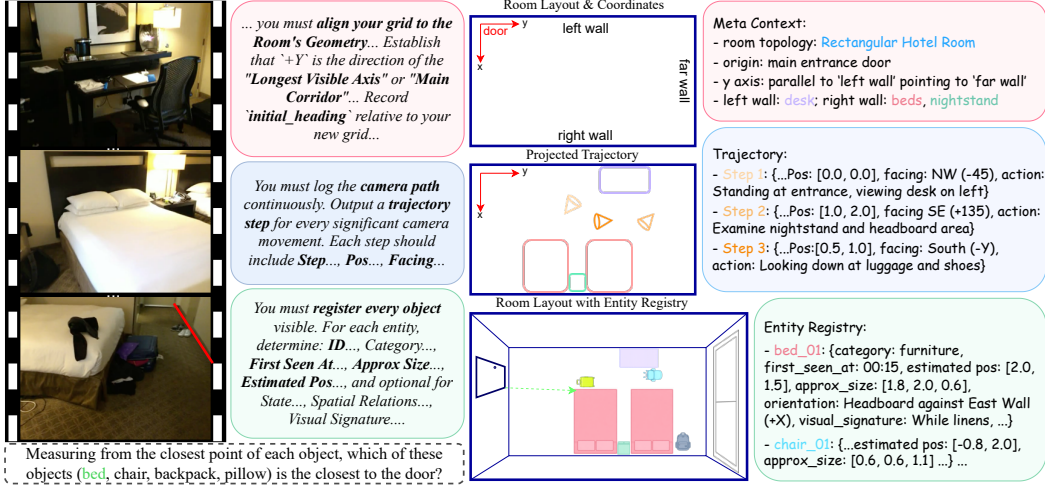 ... you must align your grid to the
Room's Geometry... Establish
that `+Y` is the direction of the
"Longest Visible Axis" or "Main
Corridor"... Record
`initial_heading` relative to your
new grid...
You must log the camera path
continuously. Output a trajectory
step for every significant camera
movement. Each step should
include Step..., Pos..., Facing...
You must register every object
visible. For each entity,
determine: ID..., Category...,
First Seen At..., Approx Size...,
Estimated Pos..., and optional for
State..., Spatial Relations...,
Visual Signature....
...
...
Measuring from the closest point of each object, which of these
objects (bed, chair, backpack, pillow) is the closest to the door?
Room Layout & Coordinates
door
y
x
left wall
far wall
right wall
Projected Trajectory
y
x
Room Layout with Entity Registry
Meta Context:
- room topology: Rectangular Hotel Room
- origin: main entrance door
- y axis: parallel to 'left wall' pointing to 'far wall'
- left wall: desk; right wall: beds, nightstand
Trajectory:
- Step 1: {...Pos: [0.0, 0.0], facing: NW (-45), action:
Standing at entrance, viewing desk on left}
- Step 2: {...Pos: [1.0, 2.0], facing SE (+135), action:
Examine nightstand and headboard area}
- Step 3: {...Pos:[0.5, 1.0], facing: South (-Y),
action: Looking down at luggage and shoes}
Entity Registry:
- bed_01: {category: furniture,
first_seen_at: 00:15, estimated pos: [2.0,
1.5], approx_size: [1.8, 2.0, 0.6],
orientation: Headboard against East Wall
(+X), visual_signature: While linens, ...}
- chair_01: {...estimated pos: [-0.8, 2.0],
approx_size: [0.6, 0.6, 1.1] ...} ...